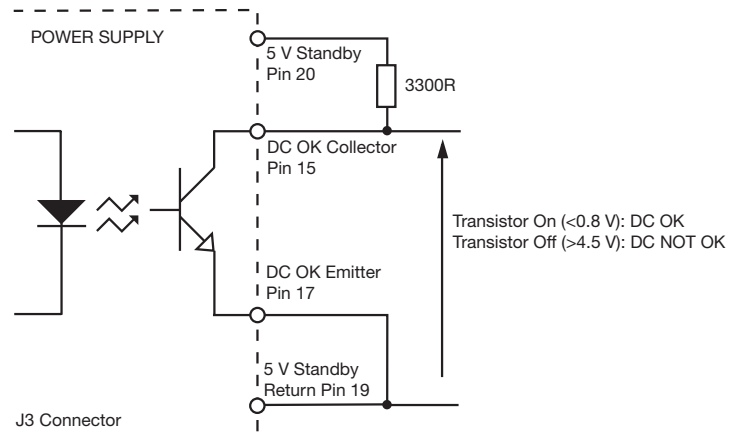 POWER SUPPLY
5 V Standby
Pin 20
3300R
DC OK Collector
Pin 15
Transistor On (<0.8 V): DC OK
Transistor Off (>4.5 V): DC NOT OK
DC OK Emitter
Pin 17
5 V Standby
Return Pin 19
J3 Connector